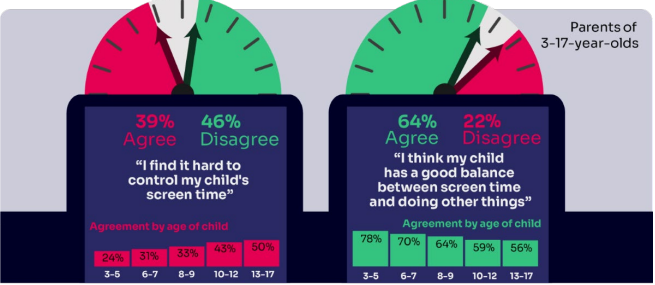 Parents of
3-17-year-olds
39% 46%
Agree Disagree
“I find it hard to
control my child's
screen time”
Agreement by age of child
24% 31% 33% 43% 50%
3-5 6-7 8-9 10-12 13-17
64% 22%
Agree Disagree
“I think my child
has a good balance
between screen time
and doing other things”
Agreement by age of child
78% 70% 64% 59% 56%
3-5 6-7 8-9 10-12 13-17